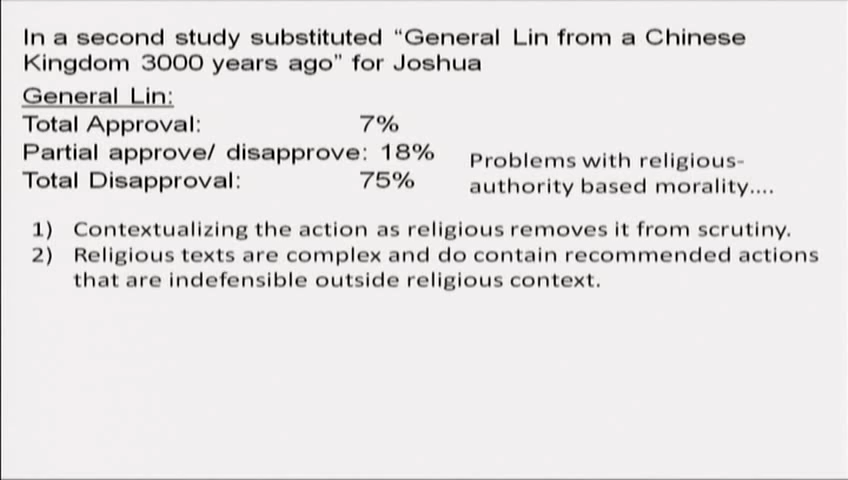 In a second study substituted “General Lin from a Chinese
Kingdom 3000 years ago” for Joshua
General Lin:
Total Approval: 7%
Partial approve/ disapprove: 18%
Total Disapproval: 75%
Problems with religious-
authority based morality....
1) Contextualizing the action as religious removes it from scrutiny.
2) Religious texts are complex and do contain recommended actions
that are indefensible outside religious context.